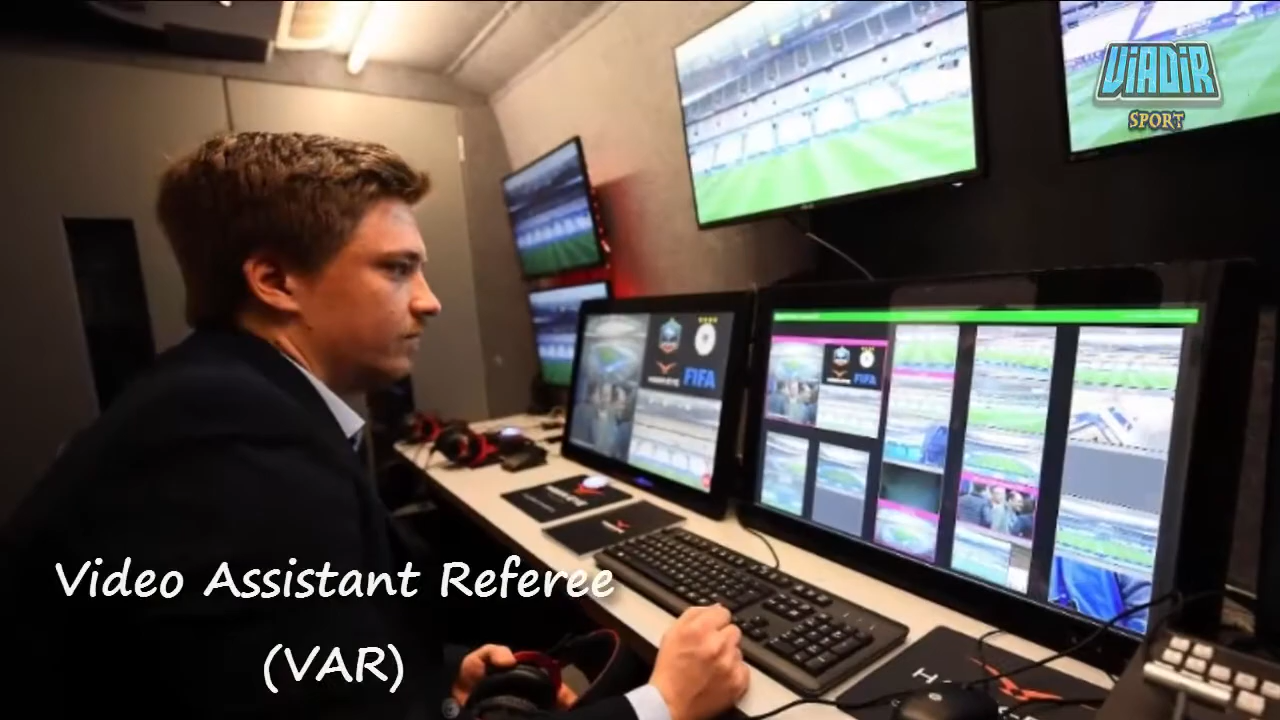 ViADiR
SPORT
FIFA
FIFA
Video Assistant Referee
(VAR)